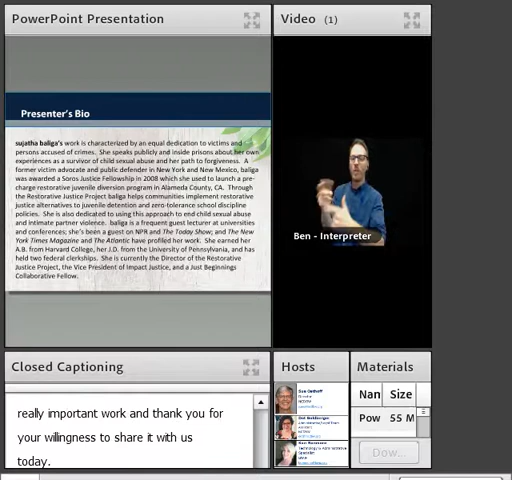 PowerPoint Presentation
Video (1)
Presenter's Bio
sujatha baliga's work is characterized by an equal dedication to victims and
persons accused of crimes. She speaks publicly and inside prisons about her own
experiences as a survivor of child sexual abuse and her path to forgiveness. A
former victim advocate and public defender in New York and New Mexico, baliga
was awarded a Soros Justice Fellowship in 2008 which she used to launch a pre-
charge restorative juvenile diversion program in Alameda County, CA. Through
the Restorative Justice Project baliga helps communities implement restorative
justice alternatives to juvenile detention and zero-tolerance school discipline
policies. She is also dedicated to using this approach to end child sexual abuse
and intimate partner violence. baliga is a frequent guest lecturer at universities
and conferences; she's been a guest on NPR and The Today Show; and The New
York Times Magazine and The Atlantic have profiled her work. She earned her
A.B. from Harvard College, her J.D. from the University of Pennsylvania, and has
held two federal clerkships. She is currently the Director of the Restorative
Justice Project, the Vice President of Impact Justice, and a Just Beginnings
Collaborative Fellow.
Ben - Interpreter
Closed Captioning
really important work and thank you for
your willingness to share it with us
today.
Hosts
Director
Materials
Nan Size
Pow 55 M
Dow...